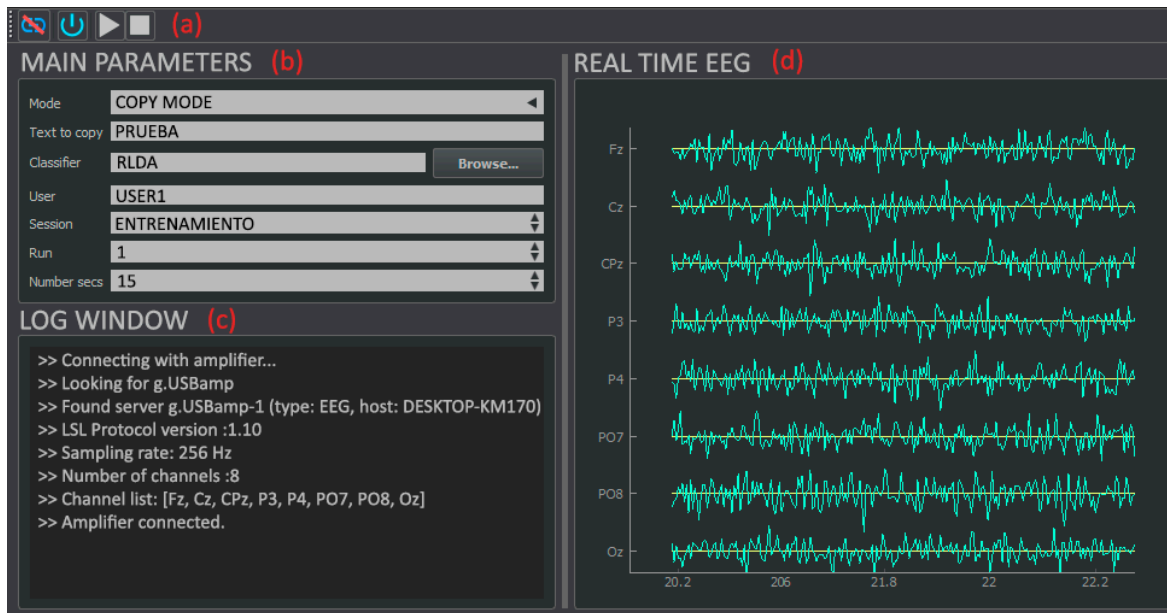 (a)
MAIN PARAMETERS (b)
Mode COPY MODE
Text to copy PRUEBA
Classifier RLDA Browse...
User USER1
Session ENTRENAMIENTO
Run 1
Number secs 15
LOG WINDOW (c)
>> Connecting with amplifier...
>> Looking for g.USBamp
>> Found server g.USBamp-1 (type: EEG, host: DESKTOP-KM170)
>> LSL Protocol version :1.10
>> Sampling rate: 256 Hz
>> Number of channels :8
>> Channel list: [Fz, Cz, CPz, P3, P4, PO7, PO8, Oz]
>> Amplifier connected.
REAL TIME EEG (d)
Fz
Cz
CPz
P3
P4
PO7
PO8
Oz
20.2 206 21.8 22 22.2